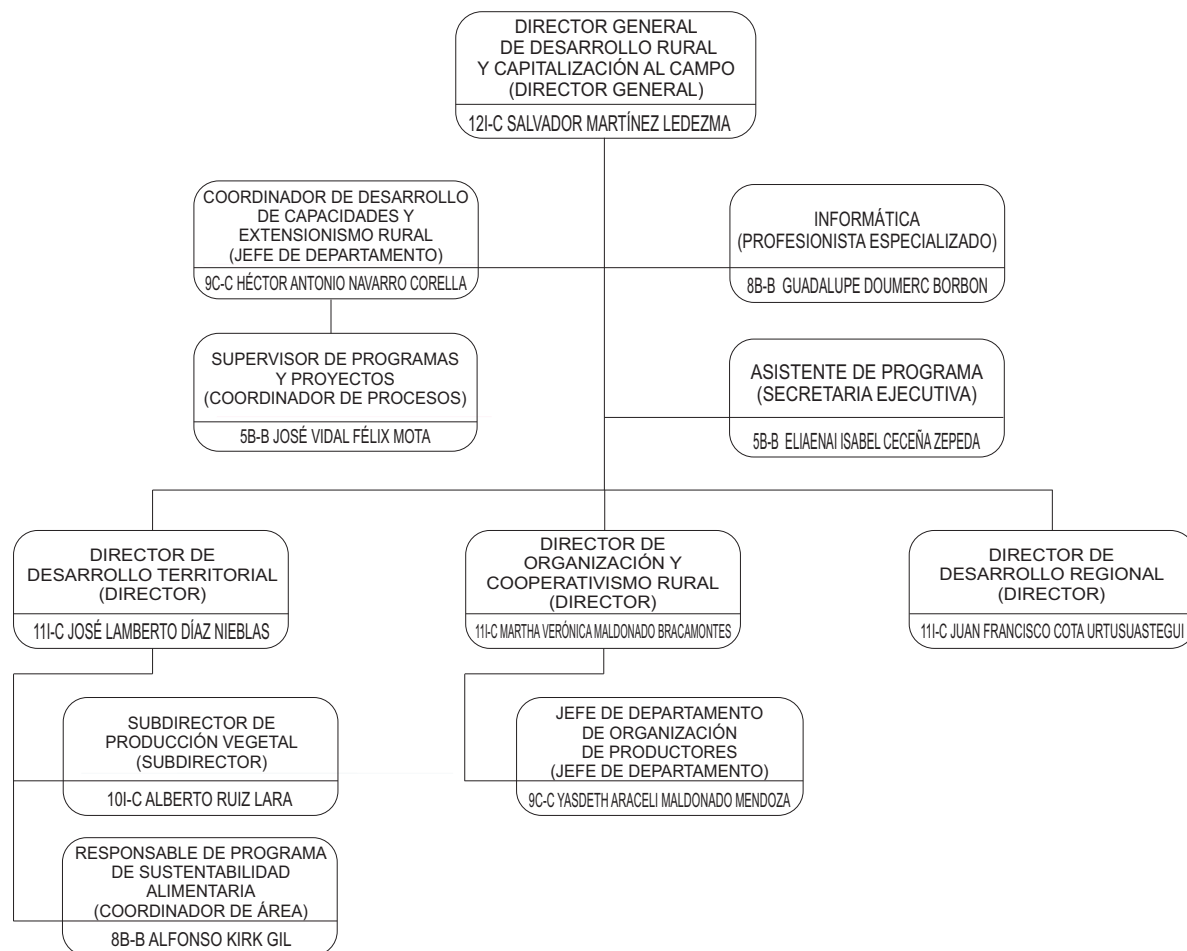 DIRECTOR GENERAL
DE DESARROLLO RURAL
Y CAPITALIZACIÓN AL CAMPO
(DIRECTOR GENERAL)
12I-C SALVADOR MARTÍNEZ LEDEZMA
COORDINADOR DE DESARROLLO
DE CAPACIDADES Y
EXTENSIONISMO RURAL
(JEFE DE DEPARTAMENTO)
9C-C HÉCTOR ANTONIO NAVARRO CORELLA
INFORMÁTICA
(PROFESIONISTA ESPECIALIZADO)
8B-B GUADALUPE DOUMERC BORBON
SUPERVISOR DE PROGRAMAS
Y PROYECTOS
(COORDINADOR DE PROCESOS)
5B-B JOSÉ VIDAL FÉLIX MOTA
ASISTENTE DE PROGRAMA
(SECRETARIA EJECUTIVA)
5B-B ELIAENAI ISABEL CECEÑA ZEPEDA
DIRECTOR DE
DESARROLLO TERRITORIAL
(DIRECTOR)
11I-C JOSÉ LAMBERTO DÍAZ NIEBLAS
DIRECTOR DE
ORGANIZACIÓN Y
COOPERATIVISMO RURAL
(DIRECTOR)
11I-C MARTHA VERÓNICA MALDONADO BRACAMONTES
DIRECTOR DE
DESARROLLO REGIONAL
(DIRECTOR)
11I-C JUAN FRANCISCO COTA URTUSUASTEGUI
SUBDIRECTOR DE
PRODUCCIÓN VEGETAL
(SUBDIRECTOR)
10I-C ALBERTO RUIZ LARA
JEFE DE DEPARTAMENTO
DE ORGANIZACIÓN
DE PRODUCTORES
(JEFE DE DEPARTAMENTO)
9C-C YASDETH ARACELI MALDONADO MENDOZA
RESPONSABLE DE PROGRAMA
DE SUSTENTABILIDAD
ALIMENTARIA
(COORDINADOR DE ÁREA)
8B-B ALFONSO KIRK GIL